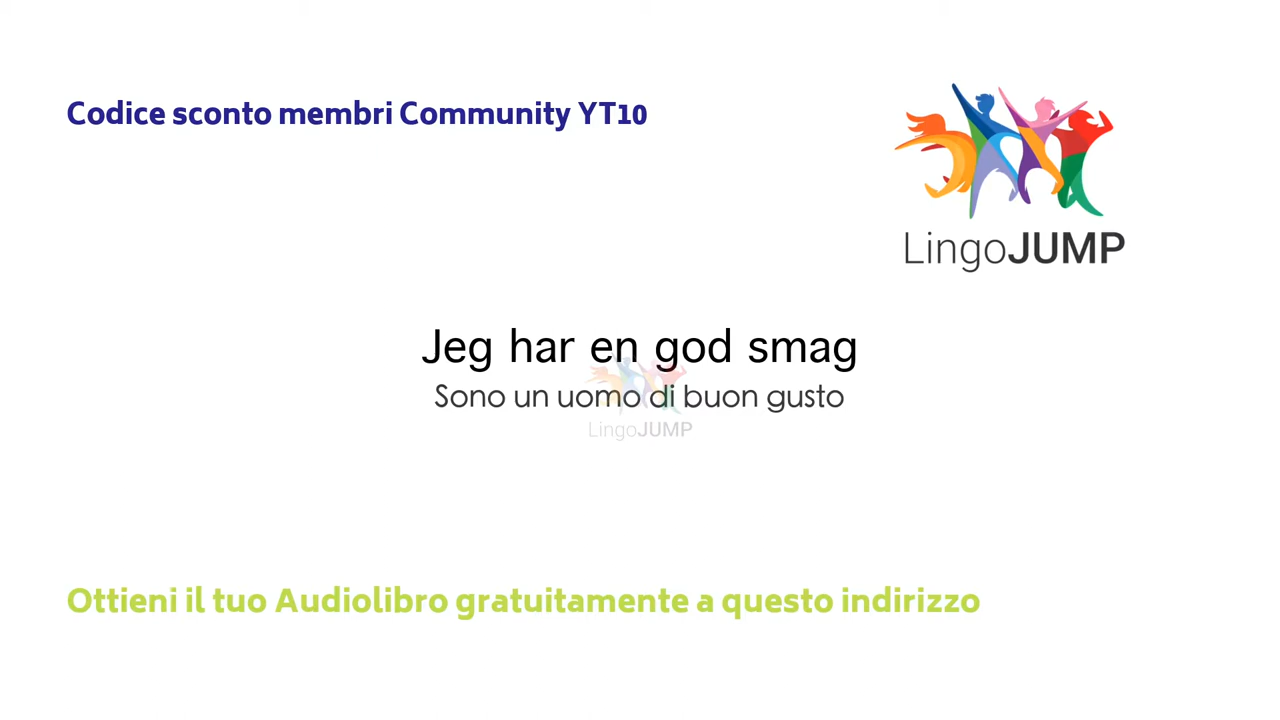 Codice sconto membri Community YT10
LingoJUMP
Jeg har en god smag
Sono un uomo di buon gusto
LingoJUMP
Ottieni il tuo Audiolibro gratuitamente a questo indirizzo